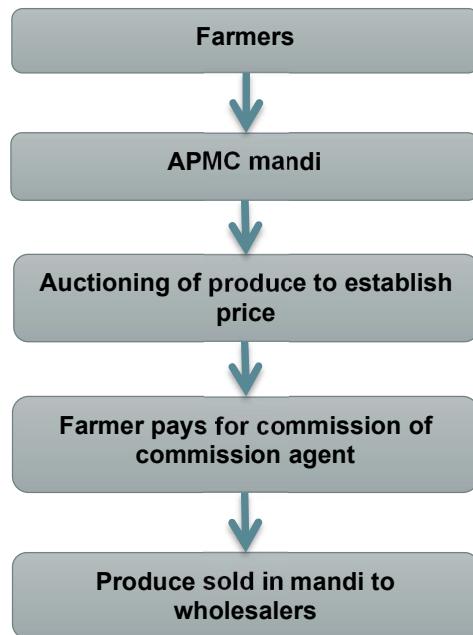 Farmers
APMC mandi
Auctioning of produce to establish
price
Farmer pays for commission of
commission agent
Produce sold in mandi to
wholesalers